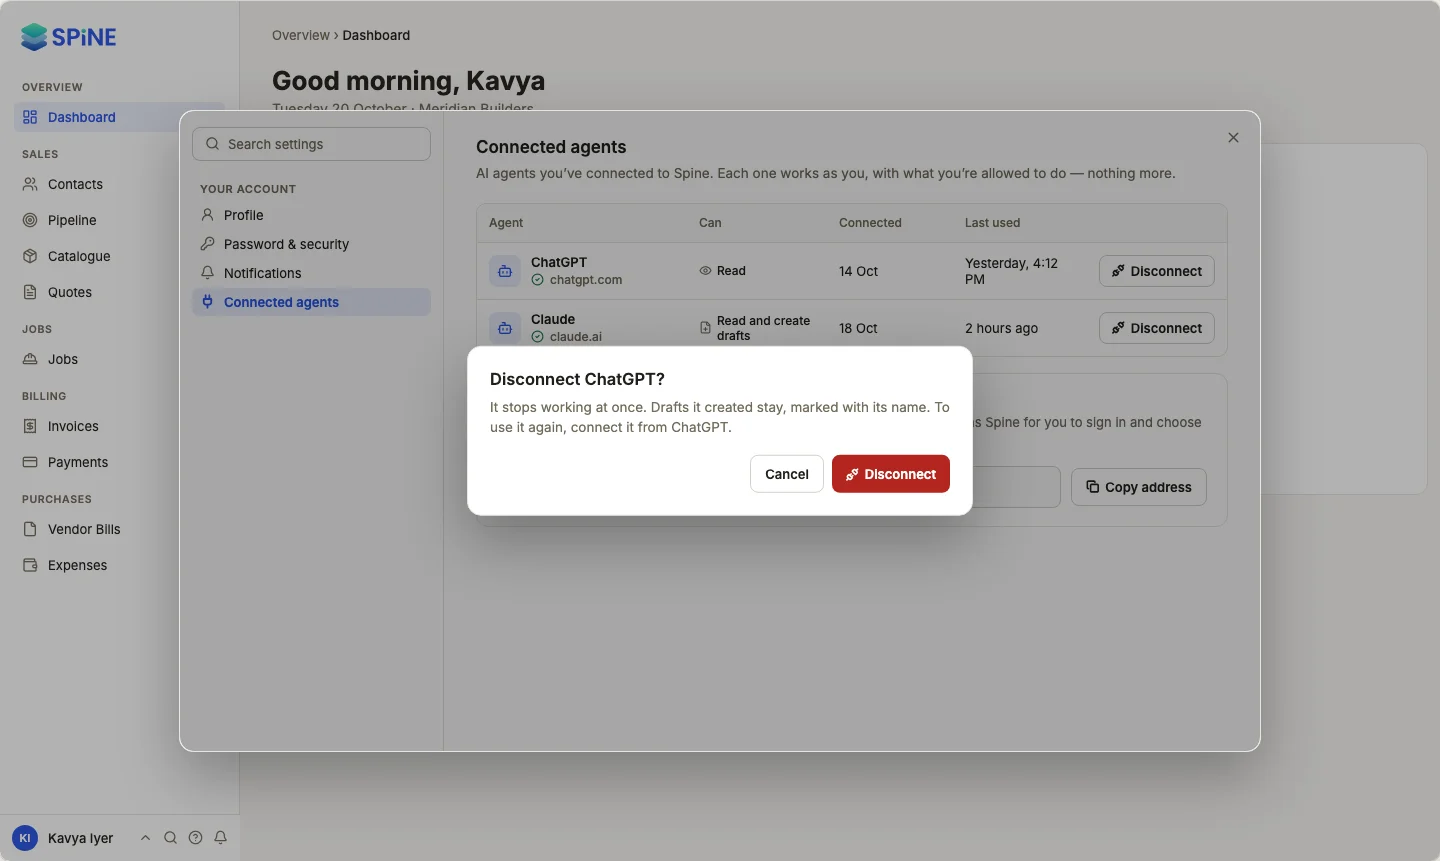 SPiNE
OVERVIEW
Dashboard
SALES
Contacts
Pipeline
Catalogue
Quotes
JOBS
Jobs
BILLING
Invoices
Payments
PURCHASES
Vendor Bills
Expenses
KI Kavya Iyer
Overview › Dashboard
Good morning, Kavya
Tuesday 20 October · Meridian Builders
Search settings
YOUR ACCOUNT
Profile
Password & security
Notifications
Connected agents
Connected agents
AI agents you’ve connected to Spine. Each one works as you, with what you’re allowed to do — nothing more.
Agent Can Connected Last used
ChatGPT
chatgpt.com
Read
14 Oct
Yesterday, 4:12
PM
Disconnect
Claude
claude.ai
Read and create
drafts
18 Oct
2 hours ago
Disconnect
Spine for you to sign in and choose
Copy address
Disconnect ChatGPT?
It stops working at once. Drafts it created stay, marked with its name. To
use it again, connect it from ChatGPT.
Cancel
Disconnect